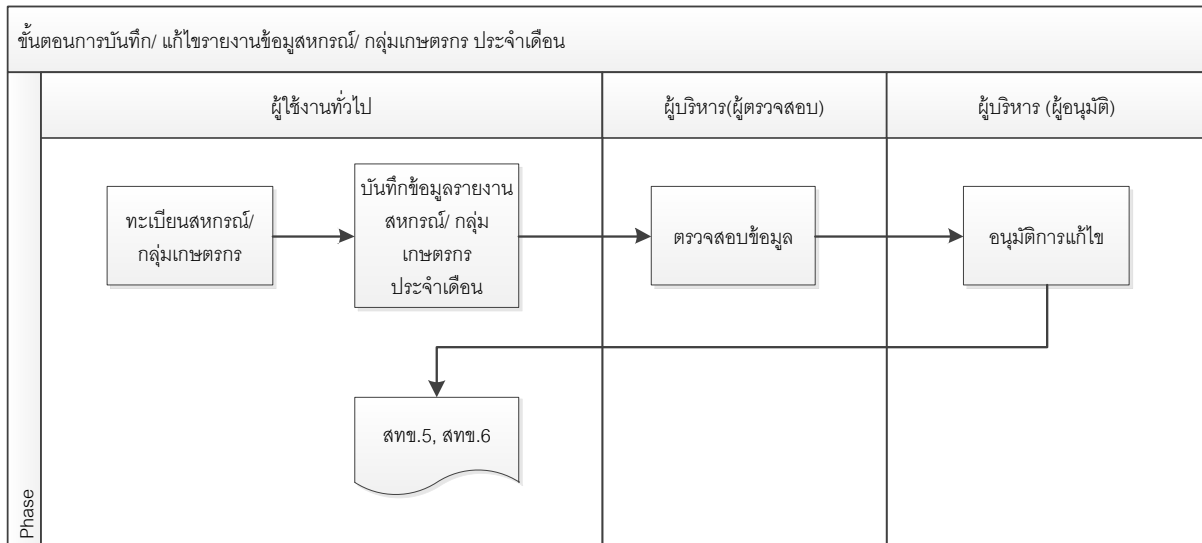 ขั้นตอนการบันทึก/ แก้ไขรายงานข้อมูสหกรณ์/ กลุ่มเกษตรกร ประจำเดือน
ผู้ใช้งานทั่วไป
ผู้บริหาร(ผู้ตรวจสอบ)
ผู้บริหาร (ผู้อนุมัติ)
ทะเบียนสหกรณ์/
กลุ่มเกษตรกร
บันทึกข้อมูลรายงาน
สหกรณ์/ กลุ่ม
เกษตรกร
ประจำเดือน
ตรวจสอบข้อมูล
อนุมัติการแก้ไข
สทข.5, สทข.6
Phase